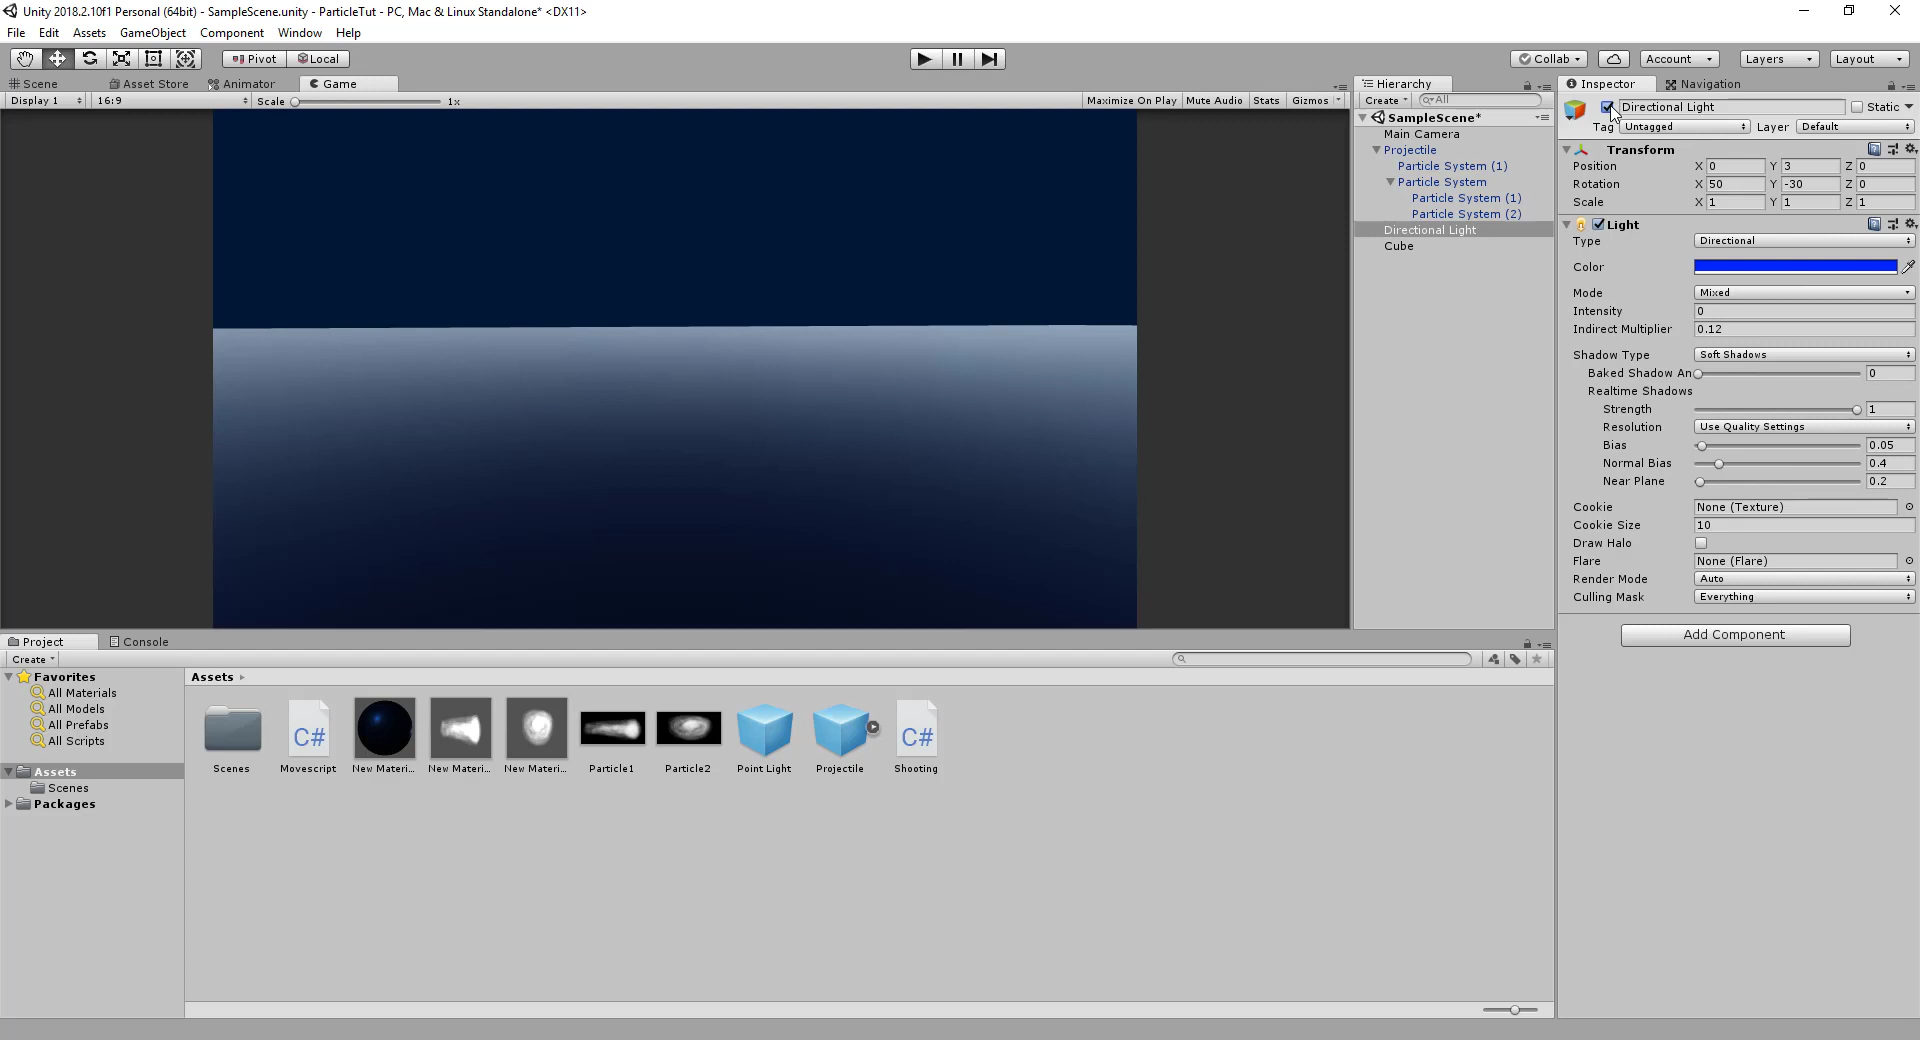 Unity 2018.2.10f1 Personal (64bit) - SampleScene.unity - ParticleTut - PC, Mac & Linux Standalone* <DX11>
File Edit Assets GameObject Component Window Help
Pivot Local Collab Account Layers Layout
Scene Asset Store Animator Game
Display 1 16:9 Scale 1x Maximize On Play Mute Audio Stats Gizmos
Hierarchy
Create All
SampleScene*
Main Camera
Projectile
Particle System (1)
Particle System
Particle System (1)
Particle System (2)
Directional Light
Cube
Inspector Navigation
Directional Light Static
Tag Untagged Layer Default
Transform
Position X 0 Y 3 Z 0
Rotation X 50 Y -30 Z 0
Scale X 1 Y 1 Z 1
Light
Type Directional
Color
Mode Mixed
Intensity 0
Indirect Multiplier 0.12
Shadow Type Soft Shadows
Baked Shadow An 0
Realtime Shadows
Strength 1
Resolution Use Quality Settings
Bias 0.05
Normal Bias 0.4
Near Plane 0.2
Cookie None (Texture)
Cookie Size 10
Draw Halo
Flare None (Flare)
Render Mode Auto
Culling Mask Everything
Add Component
Project Console
Create
Favorites
All Materials
All Models
All Prefabs
All Scripts
Assets
Scenes
Packages
Assets
C# C#
Scenes Movescript New Materi... New Materi... New Materi... Particle1 Particle2 Point Light Projectile Shooting